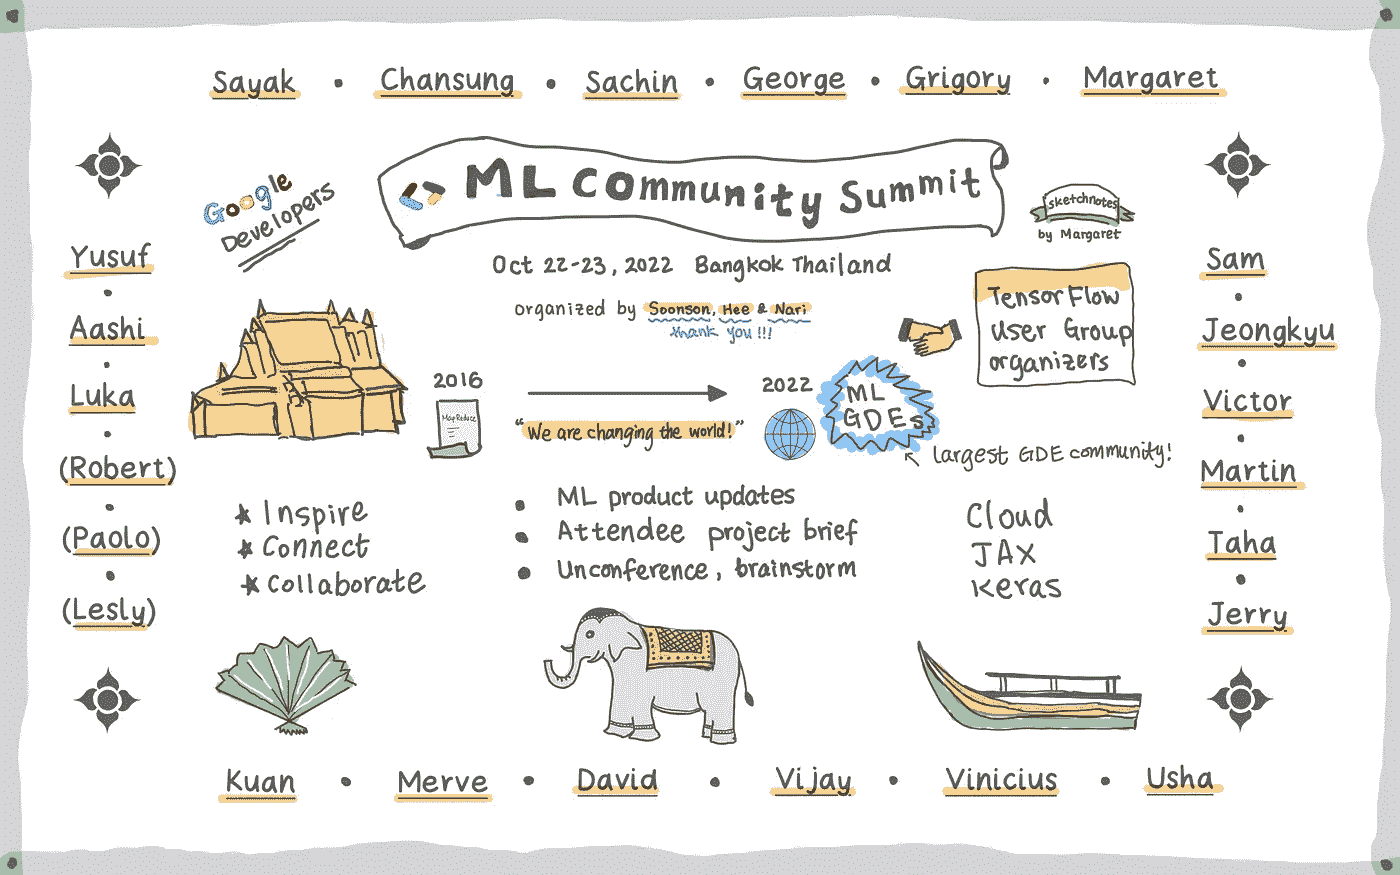 Sayak • Chansung • Sachin • George • Grigory • Margaret
Google
Developers
ML Community Summit
sketchnotes
by Margaret
Oct 22-23, 2022 Bangkok Thailand
organized by Soonson, Hee & Nari
thank you !!!
Yusuf
Aashi
Luka
(Robert)
(Paolo)
(Lesly)
2016
MapReduce
"We are changing the world!"
2022
ML
GDEs
largest GDE community!
TensorFlow
User Group
organizers
Sam
Jeongkyu
Victor
Martin
Taha
Jerry
★ Inspire
★ Connect
★ Collaborate
• ML product updates
• Attendee project brief
• Unconference, brainstorm
Cloud
JAX
Keras
Kuan • Merve • David • Vijay • Vinicius • Usha